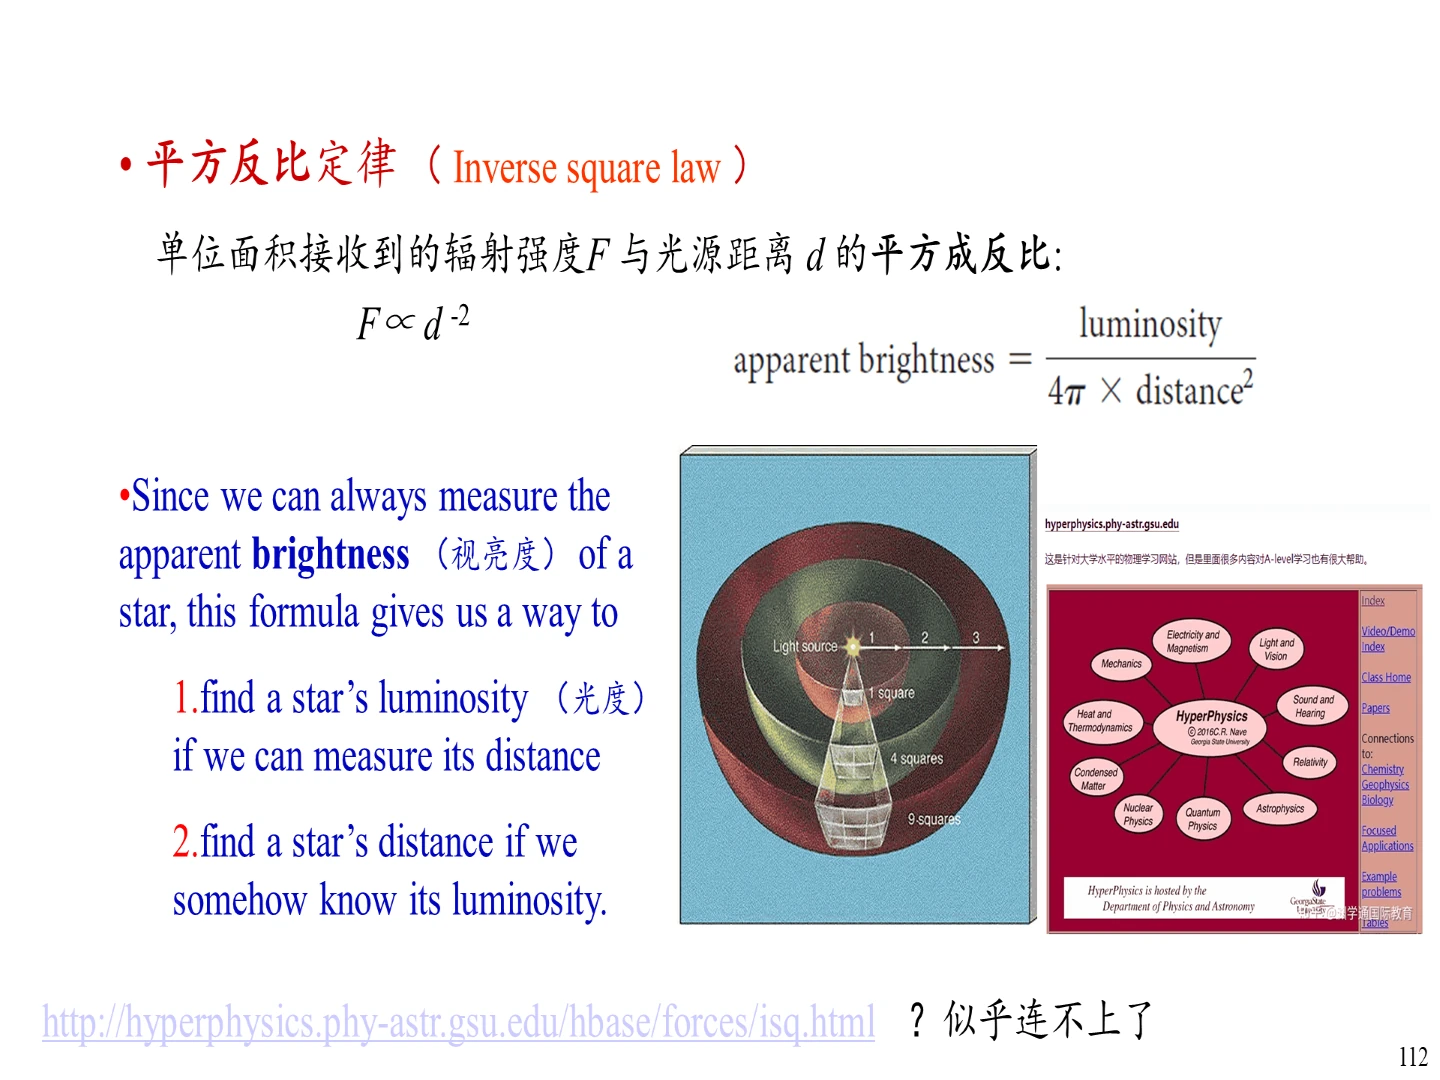 • 平方反比定律（ Inverse square law ）
单位面积接收到的辐射强度F 与光源距离 d 的平方成反比:
F∝ d -2
apparent brightness = luminosity / 4π × distance2
•Since we can always measure the
apparent brightness （视亮度）of a
star, this formula gives us a way to
1.find a star’s luminosity （光度）
if we can measure its distance
2.find a star’s distance if we
somehow know its luminosity.
Light source
1
2
3
1 square
4 squares
9 squares
hyperphysics.phy-astr.gsu.edu
这是针对大学水平的物理学习网站，但是里面很多内容对A-level学习也有很大帮助。
Electricity and
Magnetism
Light and
Vision
Mechanics
Sound and
Hearing
Heat and
Thermodynamics
HyperPhysics
©2016C.R. Nave
Georgia State University
Relativity
Condensed
Matter
Nuclear
Physics
Quantum
Physics
Astrophysics
HyperPhysics is hosted by the
Department of Physics and Astronomy
GeorgiaState
Index
Video/Demo
Index
Class Home
Papers
Connections
to:
Chemistry
Geophysics
Biology
Focused
Applications
Example
problems
Tables
http://hyperphysics.phy-astr.gsu.edu/hbase/forces/isq.html ？似乎连不上了
112